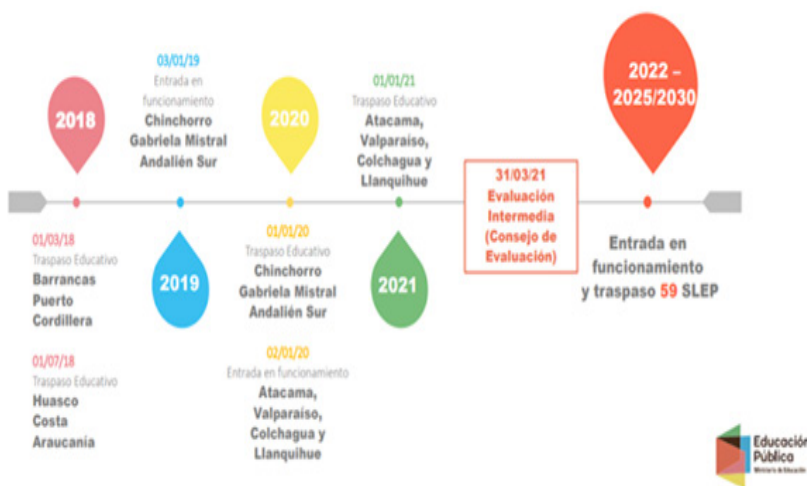 2018
01/03/18
Traspaso Educativo
Barrancas
Puerto
Cordillera
01/07/18
Traspaso Educativo
Huasco
Costa
Araucanía
03/01/19
Entrada en
funcionamiento
Chinchorro
Gabriela Mistral
Andalién Sur
2019
2020
01/01/20
Traspaso Educativo
Chinchorro
Gabriela Mistral
Andalién Sur
02/01/20
Entrada en funcionamiento
Atacama,
Valparaíso,
Colchagua y
Llanquihue
01/01/21
Traspaso Educativo
Atacama,
Valparaíso,
Colchagua y
Llanquihue
2021
31/03/21
Evaluación
Intermedia
(Consejo de
Evaluación)
2022 –
2025/2030
Entrada en
funcionamiento
y traspaso 59 SLEP
Educación
Pública
Ministerio de Educación